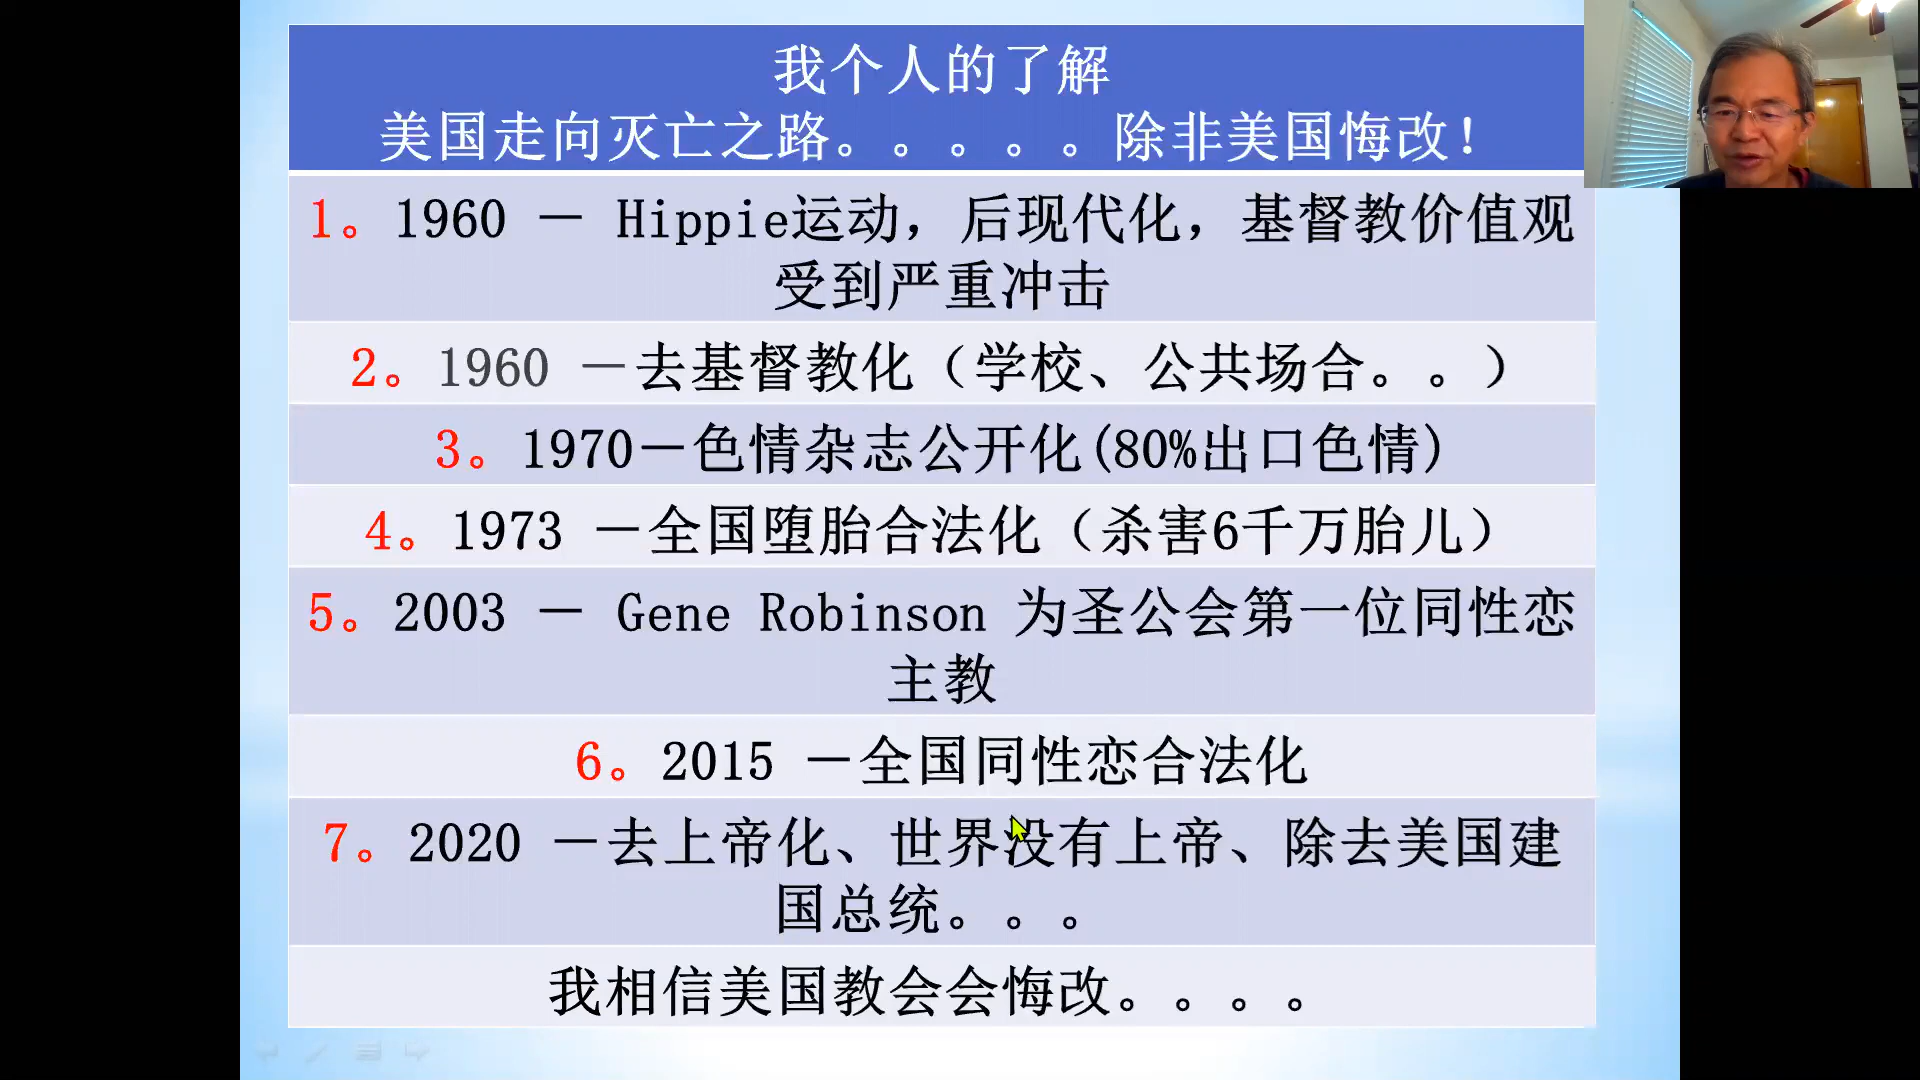 我个人的了解
美国走向灭亡之路。。。。。除非美国悔改！
1。1960 － Hippie运动，后现代化，基督教价值观
受到严重冲击
2。1960 －去基督教化（学校、公共场合。。）
3。1970－色情杂志公开化(80%出口色情)
4。1973 －全国堕胎合法化（杀害6千万胎儿）
5。2003 － Gene Robinson 为圣公会第一位同性恋
主教
6。2015 －全国同性恋合法化
7。2020 －去上帝化、世界没有上帝、除去美国建
国总统。。。
我相信美国教会会悔改。。。。